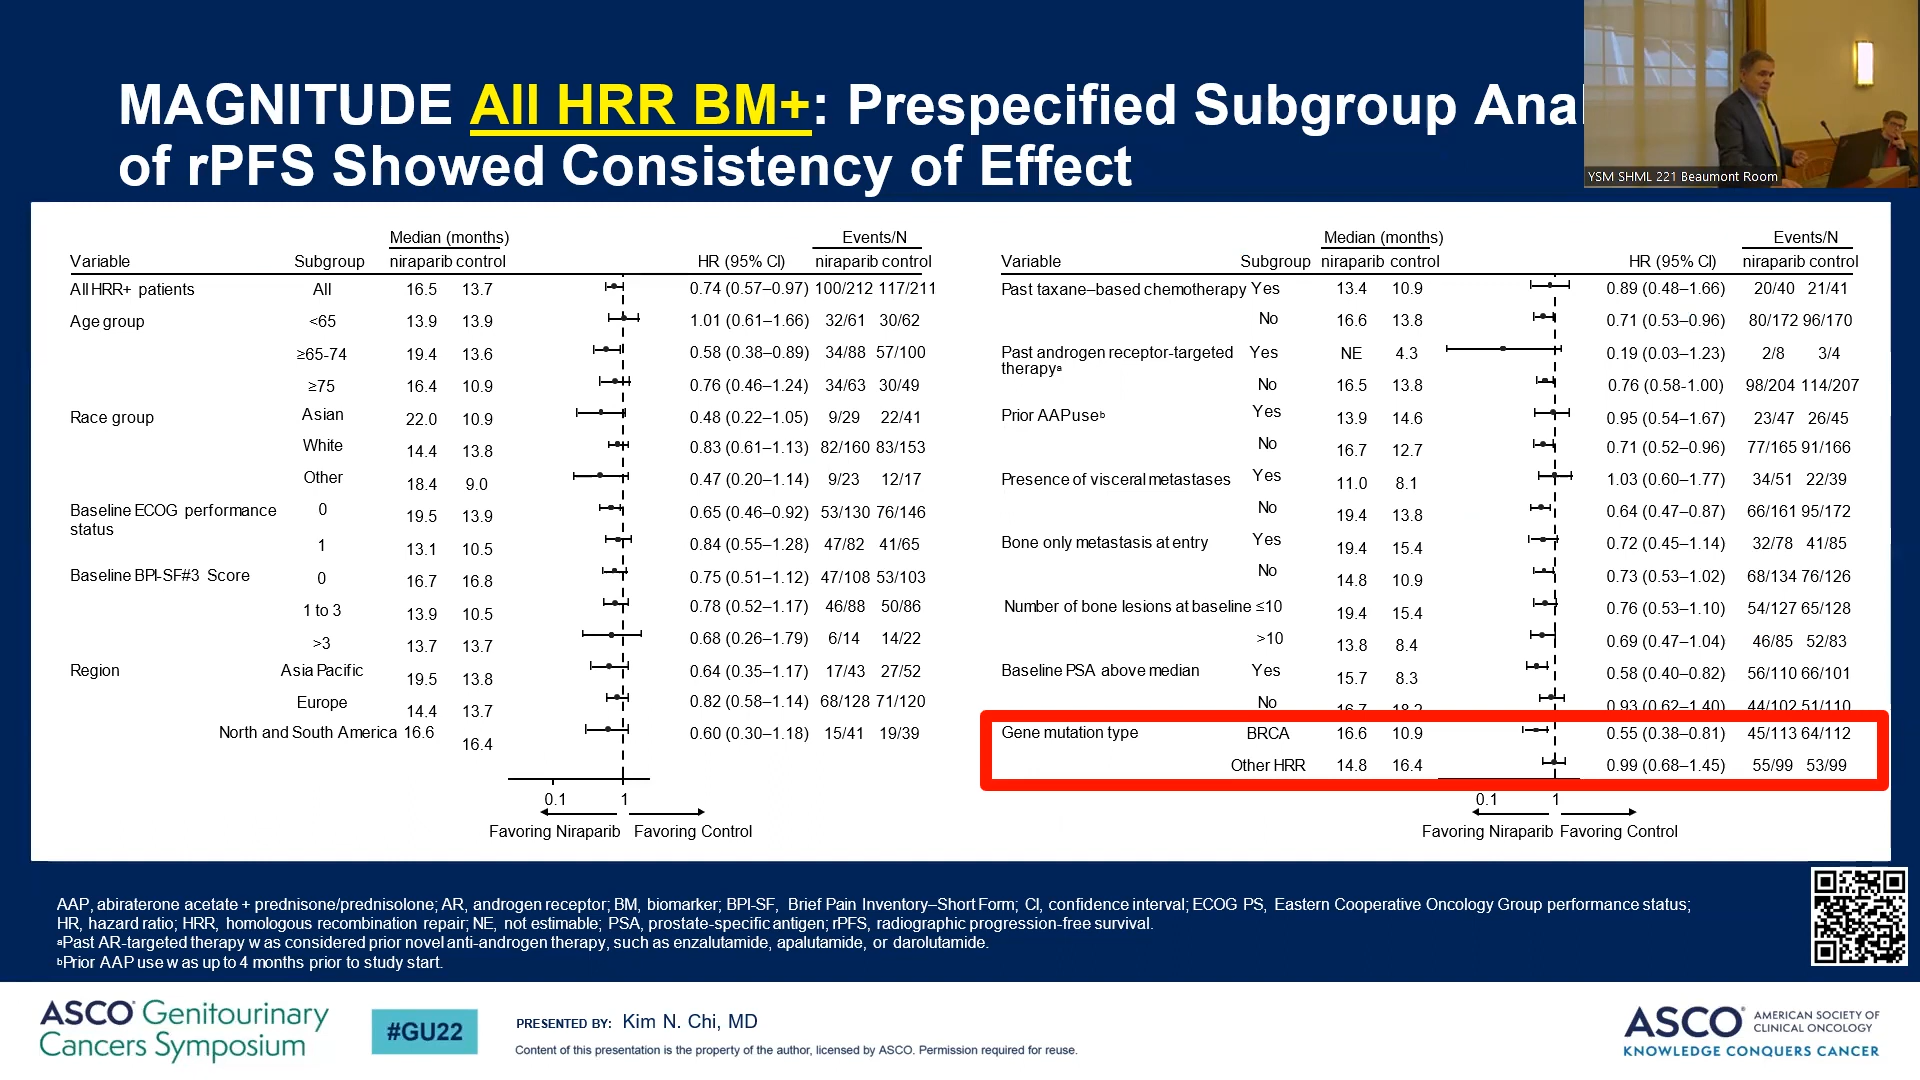 MAGNITUDE All HRR BM+: Prespecified Subgroup Ana
of rPFS Showed Consistency of Effect
YSM SHML 221 Beaumont Room
Median (months) Events/N
Variable Subgroup niraparib control HR (95% CI) niraparib control
All HRR+ patients All 16.5 13.7 0.74 (0.57–0.97) 100/212 117/211
Age group <65 13.9 13.9 1.01 (0.61–1.66) 32/61 30/62
≥65-74 19.4 13.6 0.58 (0.38–0.89) 34/88 57/100
≥75 16.4 10.9 0.76 (0.46–1.24) 34/63 30/49
Race group Asian 22.0 10.9 0.48 (0.22–1.05) 9/29 22/41
White 14.4 13.8 0.83 (0.61–1.13) 82/160 83/153
Other 18.4 9.0 0.47 (0.20–1.14) 9/23 12/17
Baseline ECOG performance 0 19.5 13.9 0.65 (0.46–0.92) 53/130 76/146
status
1 13.1 10.5 0.84 (0.55–1.28) 47/82 41/65
Baseline BPI-SF#3 Score 0 16.7 16.8 0.75 (0.51–1.12) 47/108 53/103
1 to 3 13.9 10.5 0.78 (0.52–1.17) 46/88 50/86
>3 13.7 13.7 0.68 (0.26–1.79) 6/14 14/22
Region Asia Pacific 19.5 13.8 0.64 (0.35–1.17) 17/43 27/52
Europe 14.4 13.7 0.82 (0.58–1.14) 68/128 71/120
North and South America 16.6 16.4 0.60 (0.30–1.18) 15/41 19/39
0.1 1
Favoring Niraparib Favoring Control
Median (months) Events/N
Variable Subgroup niraparib control HR (95% CI) niraparib control
Past taxane–based chemotherapy Yes 13.4 10.9 0.89 (0.48–1.66) 20/40 21/41
No 16.6 13.8 0.71 (0.53–0.96) 80/172 96/170
Past androgen receptor-targeted Yes NE 4.3 0.19 (0.03–1.23) 2/8 3/4
therapyᵃ
No 16.5 13.8 0.76 (0.58-1.00) 98/204 114/207
Prior AAP useᵇ Yes 13.9 14.6 0.95 (0.54–1.67) 23/47 26/45
No 16.7 12.7 0.71 (0.52–0.96) 77/165 91/166
Presence of visceral metastases Yes 11.0 8.1 1.03 (0.60–1.77) 34/51 22/39
No 19.4 13.8 0.64 (0.47–0.87) 66/161 95/172
Bone only metastasis at entry Yes 19.4 15.4 0.72 (0.45–1.14) 32/78 41/85
No 14.8 10.9 0.73 (0.53–1.02) 68/134 76/126
Number of bone lesions at baseline ≤10 19.4 15.4 0.76 (0.53–1.10) 54/127 65/128
>10 13.8 8.4 0.69 (0.47–1.04) 46/85 52/83
Baseline PSA above median Yes 15.7 8.3 0.58 (0.40–0.82) 56/110 66/101
No 16.7 18.2 0.93 (0.62–1.40) 44/102 51/110
Gene mutation type BRCA 16.6 10.9 0.55 (0.38–0.81) 45/113 64/112
Other HRR 14.8 16.4 0.99 (0.68–1.45) 55/99 53/99
0.1 1
Favoring Niraparib Favoring Control
AAP, abiraterone acetate + prednisone/prednisolone; AR, androgen receptor; BM, biomarker; BPI-SF, Brief Pain Inventory–Short Form; CI, confidence interval; ECOG PS, Eastern Cooperative Oncology Group performance status;
HR, hazard ratio; HRR, homologous recombination repair; NE, not estimable; PSA, prostate-specific antigen; rPFS, radiographic progression-free survival.
ᵃPast AR-targeted therapy was considered prior novel anti-androgen therapy, such as enzalutamide, apalutamide, or darolutamide.
ᵇPrior AAP use was up to 4 months prior to study start.
ASCO Genitourinary
Cancers Symposium
#GU22
PRESENTED BY: Kim N. Chi, MD
Content of this presentation is the property of the author, licensed by ASCO. Permission required for reuse.
ASCO AMERICAN SOCIETY OF
CLINICAL ONCOLOGY
KNOWLEDGE CONQUERS CANCER